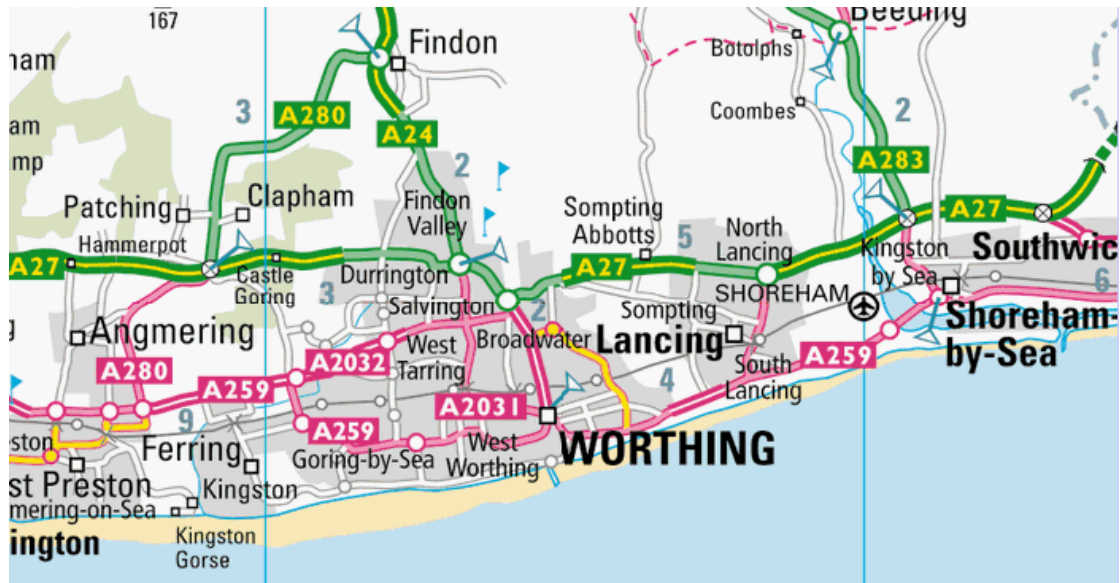 167
Findon
Beeding
Botolphs
ham
3
A280
Coombes
2
A24
am
mp
2
A283
Findon
Valley
Patching
Clapham
Sompting
Abbotts
North
Lancing
A27
Hammerpot
5
Kingston
by Sea
Southwic
A27
Castle
Goring
Durrington
A27
3
Salvington
2
SHOREHAM
6
Sompting
Angmering
Broadwater
Lancing
Shoreham-
by-Sea
A2032
West
Tarring
A280
A259
4
South
Lancing
A259
A2031
9
A259
eston
Ferring
Goring-by-Sea
West
Worthing
WORTHING
st Preston
Kingston
mering-on-Sea
Kingston
Gorse
ington